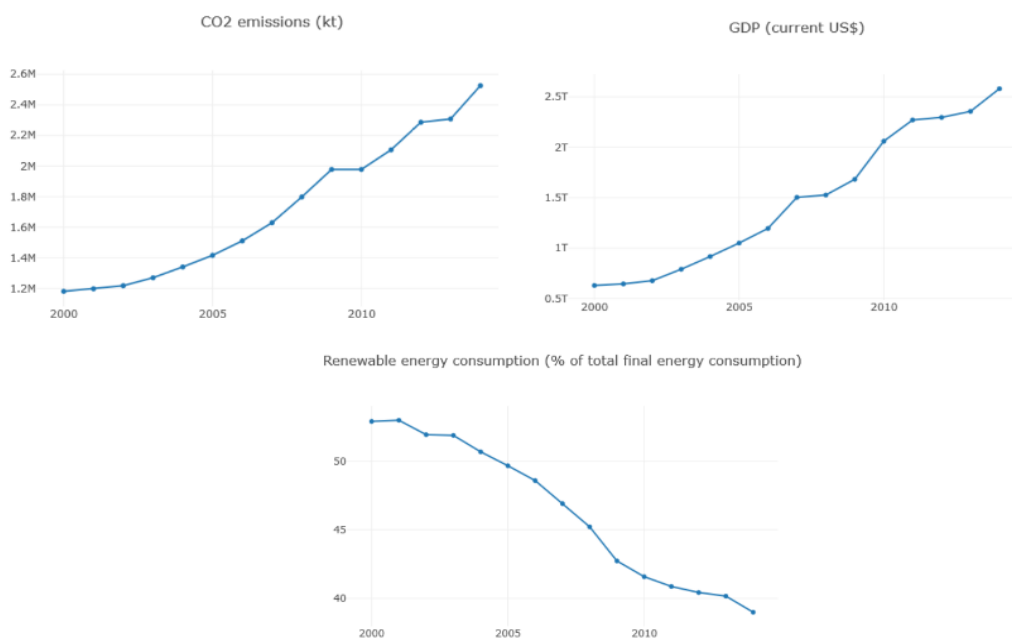 CO2 emissions (kt)
2.6M
2.4M
2.2M
2M
1.8M
1.6M
1.4M
1.2M
2000 2005 2010
GDP (current US$)
2.5T
2T
1.5T
1T
0.5T
2000 2005 2010
Renewable energy consumption (% of total final energy consumption)
50
45
40
2000 2005 2010